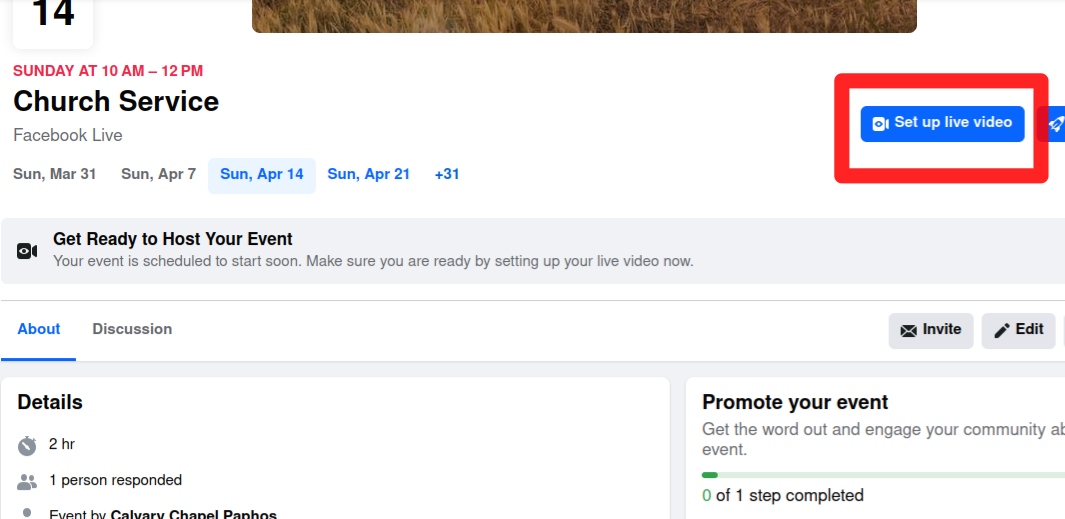 14
SUNDAY AT 10 AM – 12 PM
Church Service
Facebook Live
Set up live video
Sun, Mar 31 Sun, Apr 7 Sun, Apr 14 Sun, Apr 21 +31
Get Ready to Host Your Event
Your event is scheduled to start soon. Make sure you are ready by setting up your live video now.
About Discussion
Invite Edit
Details
2 hr
1 person responded
Event by Calvary Chapel Paphos
Promote your event
Get the word out and engage your community
event.
0 of 1 step completed